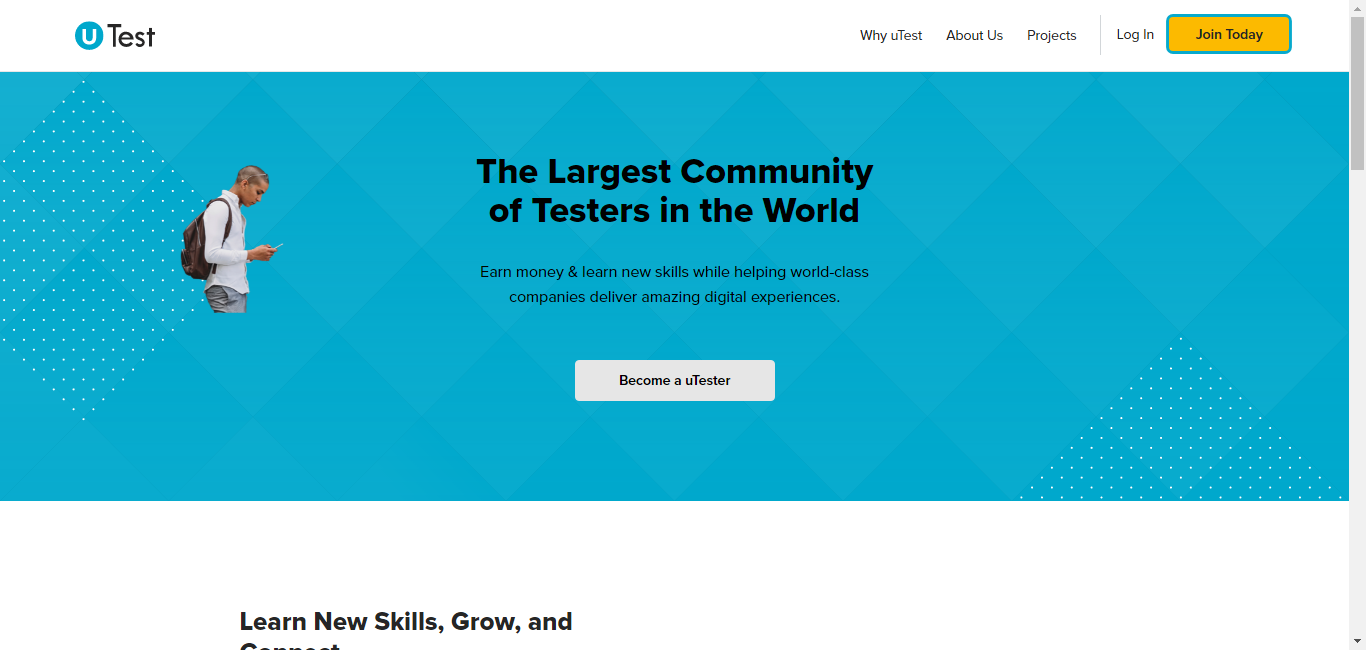 uTest
Why uTest
About Us
Projects
Log In
Join Today
The Largest Community
of Testers in the World
Earn money & learn new skills while helping world-class
companies deliver amazing digital experiences.
Become a uTester
Learn New Skills, Grow, and
Connect